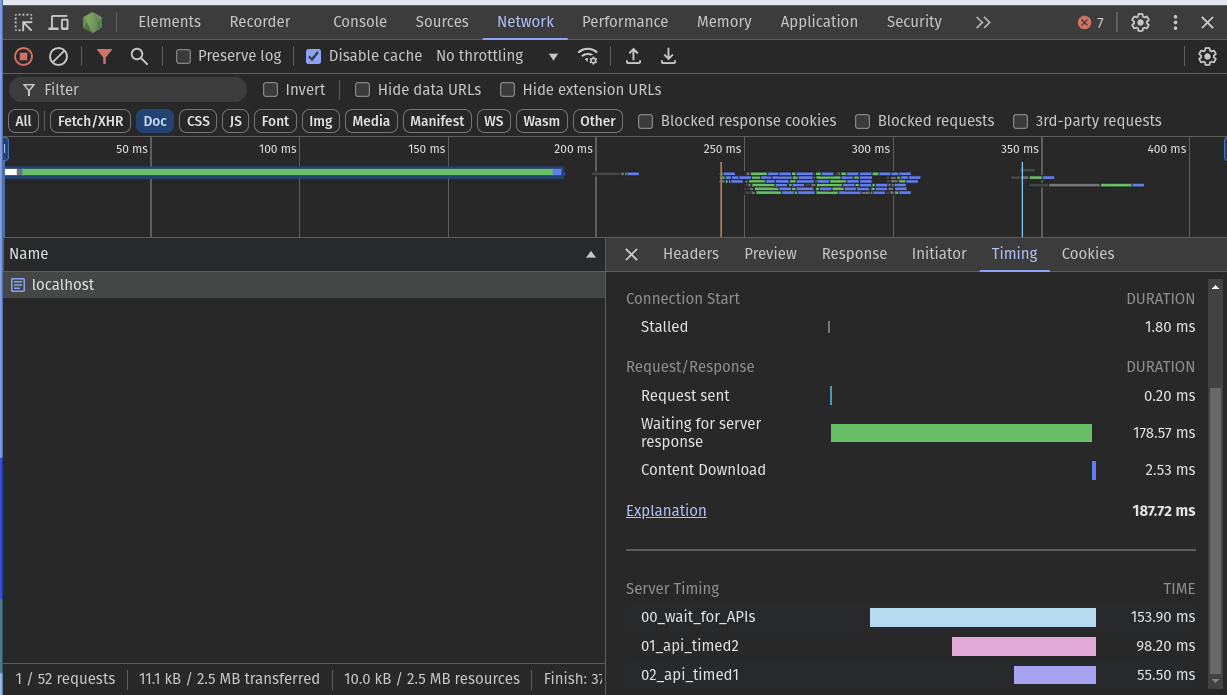 Elements Recorder Console Sources Network Performance Memory Application Security 7
Preserve log Disable cache No throttling
Filter Invert Hide data URLs Hide extension URLs
All Fetch/XHR Doc CSS JS Font Img Media Manifest WS Wasm Other Blocked response cookies Blocked requests 3rd-party requests
50 ms 100 ms 150 ms 200 ms 250 ms 300 ms 350 ms 400 ms
Name Headers Preview Response Initiator Timing Cookies
localhost
Connection Start DURATION
Stalled 1.80 ms
Request/Response DURATION
Request sent 0.20 ms
Waiting for server
response 178.57 ms
Content Download 2.53 ms
Explanation 187.72 ms
Server Timing TIME
00_wait_for_APIs 153.90 ms
01_api_timed2 98.20 ms
02_api_timed1 55.50 ms
1 / 52 requests 11.1 kB / 2.5 MB transferred 10.0 kB / 2.5 MB resources Finish: